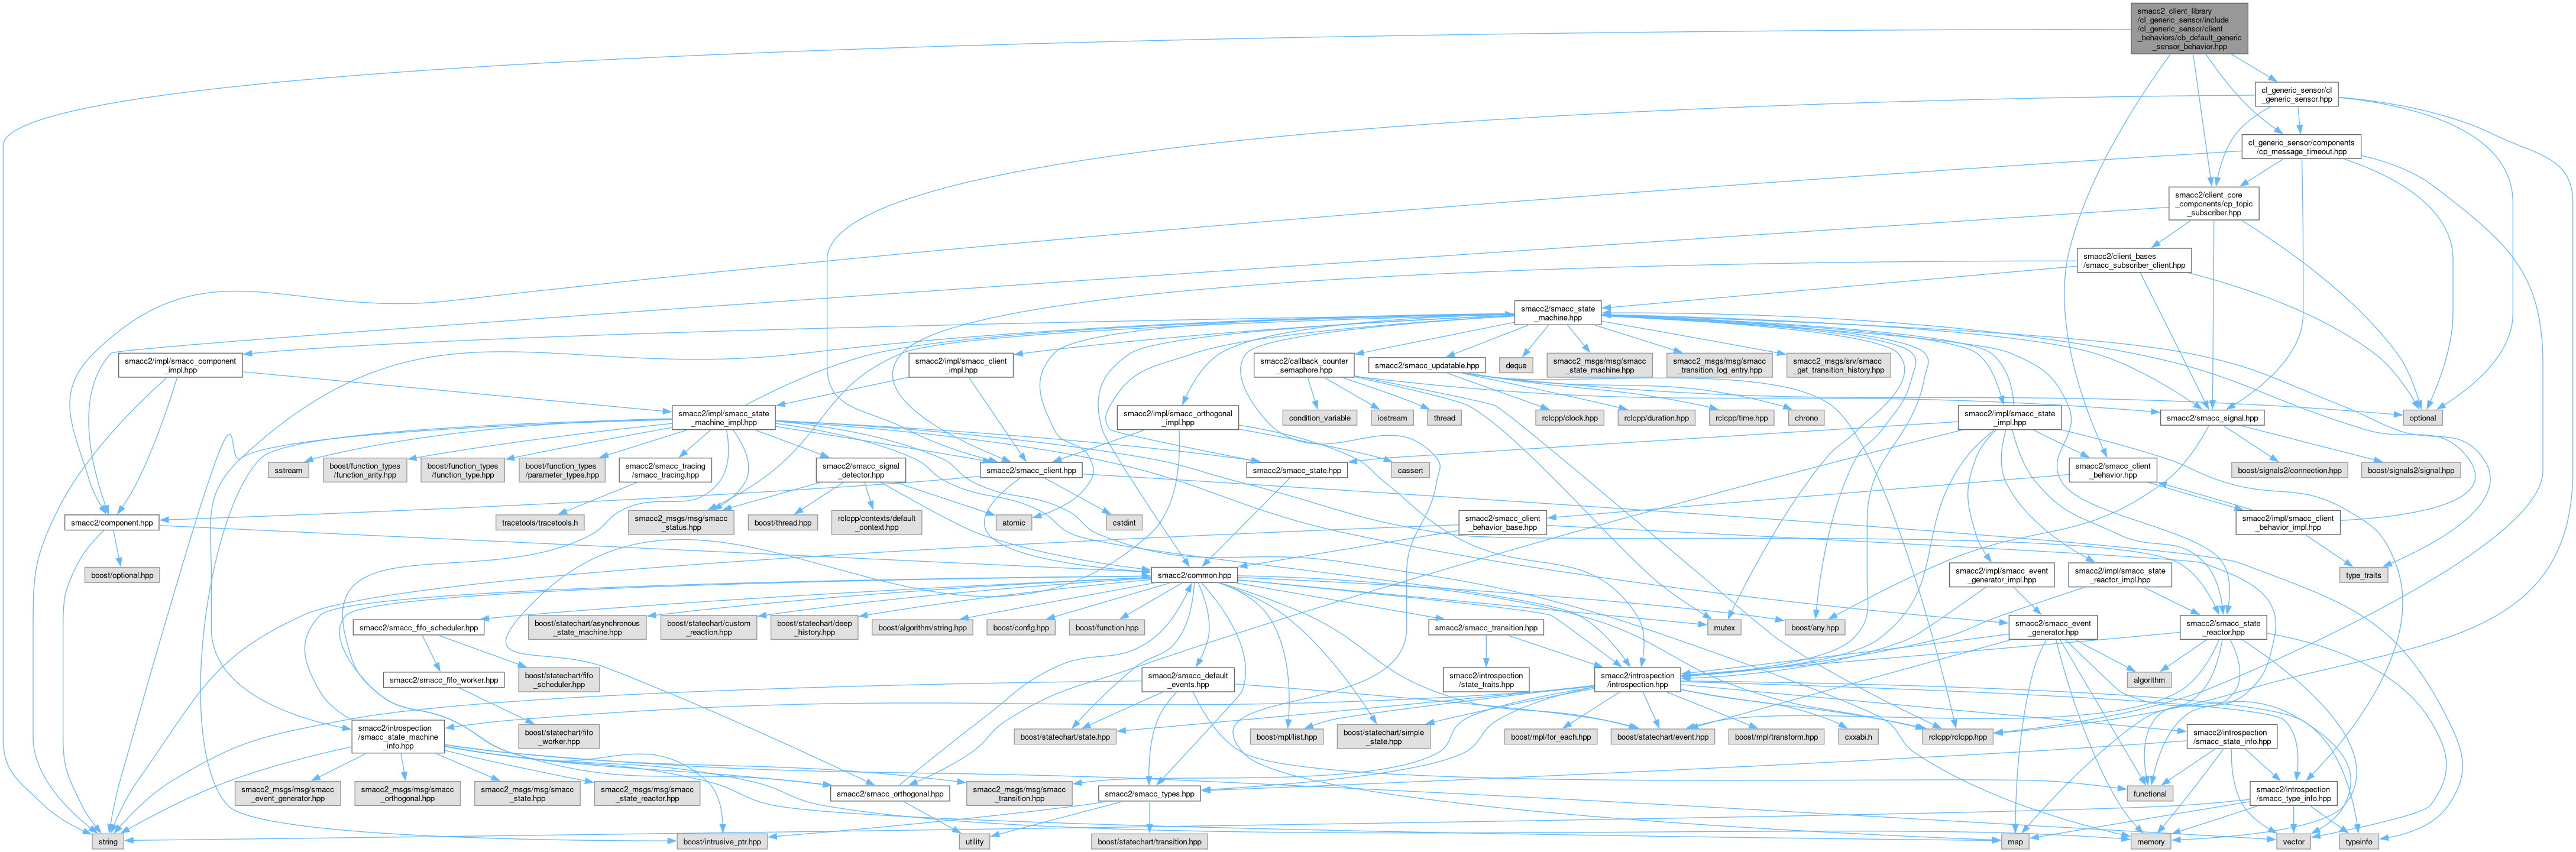 smacc2_client_library
/cl_generic_sensor/include
/cl_generic_sensor/client
_behaviors/cb_default_generic
_sensor_behavior.hpp
cl_generic_sensor/cl
_generic_sensor.hpp
cl_generic_sensor/components
/cp_message_timeout.hpp
smacc2/client_core
_components/cp_topic
_subscriber.hpp
smacc2/client_bases
/smacc_subscriber_client.hpp
smacc2/smacc_state
_machine.hpp
smacc2/impl/smacc_component
_impl.hpp
smacc2/impl/smacc_client
_impl.hpp
smacc2/callback_counter
_semaphore.hpp
smacc2/smacc_updatable.hpp
deque
smacc2_msgs/msg/smacc
_state_machine.hpp
smacc2_msgs/msg/smacc
_transition_log_entry.hpp
smacc2_msgs/srv/smacc
_get_transition_history.hpp
smacc2/impl/smacc_state
_machine_impl.hpp
smacc2/impl/smacc_orthogonal
_impl.hpp
condition_variable
iostream
thread
rclcpp/clock.hpp
rclcpp/duration.hpp
rclcpp/time.hpp
chrono
smacc2/impl/smacc_state
_impl.hpp
smacc2/smacc_signal.hpp
optional
sstream
boost/function_types
/function_arity.hpp
boost/function_types
/function_type.hpp
boost/function_types
/parameter_types.hpp
smacc2/smacc_tracing
/smacc_tracing.hpp
smacc2/smacc_signal
_detector.hpp
smacc2/smacc_client.hpp
smacc2/smacc_state.hpp
cassert
smacc2/smacc_client
_behavior.hpp
boost/signals2/connection.hpp
boost/signals2/signal.hpp
smacc2/component.hpp
tracetools/tracetools.h
smacc2_msgs/msg/smacc
_status.hpp
boost/thread.hpp
rclcpp/contexts/default
_context.hpp
atomic
cstdint
smacc2/smacc_client
_behavior_base.hpp
smacc2/impl/smacc_client
_behavior_impl.hpp
boost/optional.hpp
smacc2/common.hpp
smacc2/impl/smacc_event
_generator_impl.hpp
smacc2/impl/smacc_state
_reactor_impl.hpp
type_traits
smacc2/smacc_fifo_scheduler.hpp
boost/statechart/asynchronous
_state_machine.hpp
boost/statechart/custom
_reaction.hpp
boost/statechart/deep
_history.hpp
boost/algorithm/string.hpp
boost/config.hpp
boost/function.hpp
smacc2/smacc_transition.hpp
mutex
boost/any.hpp
smacc2/smacc_event
_generator.hpp
smacc2/smacc_state
_reactor.hpp
smacc2/smacc_fifo_worker.hpp
boost/statechart/fifo
_scheduler.hpp
smacc2/smacc_default
_events.hpp
smacc2/introspection
/state_traits.hpp
smacc2/introspection
/introspection.hpp
algorithm
smacc2/introspection
/smacc_state_machine
_info.hpp
boost/statechart/fifo
_worker.hpp
boost/statechart/state.hpp
boost/mpl/list.hpp
boost/statechart/simple
_state.hpp
boost/mpl/for_each.hpp
boost/statechart/event.hpp
boost/mpl/transform.hpp
cxxabi.h
rclcpp/rclcpp.hpp
smacc2/introspection
/smacc_state_info.hpp
smacc2_msgs/msg/smacc
_event_generator.hpp
smacc2_msgs/msg/smacc
_orthogonal.hpp
smacc2_msgs/msg/smacc
_state.hpp
smacc2_msgs/msg/smacc
_state_reactor.hpp
smacc2/smacc_orthogonal.hpp
smacc2_msgs/msg/smacc
_transition.hpp
smacc2/smacc_types.hpp
functional
smacc2/introspection
/smacc_type_info.hpp
string
boost/intrusive_ptr.hpp
utility
boost/statechart/transition.hpp
map
memory
vector
typeinfo